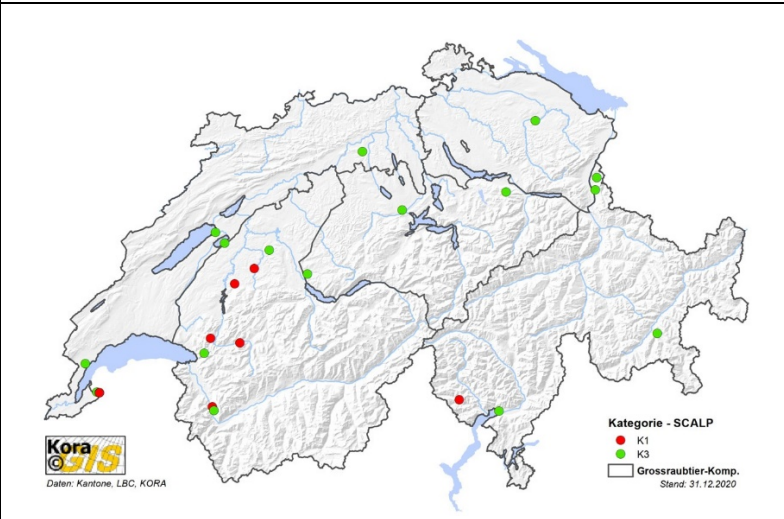 Kora
© GIS
Daten: Kantone, LBC, KORA
Kategorie - SCALP
K1
K3
Grossraubtier-Komp.
Stand: 31.12.2020